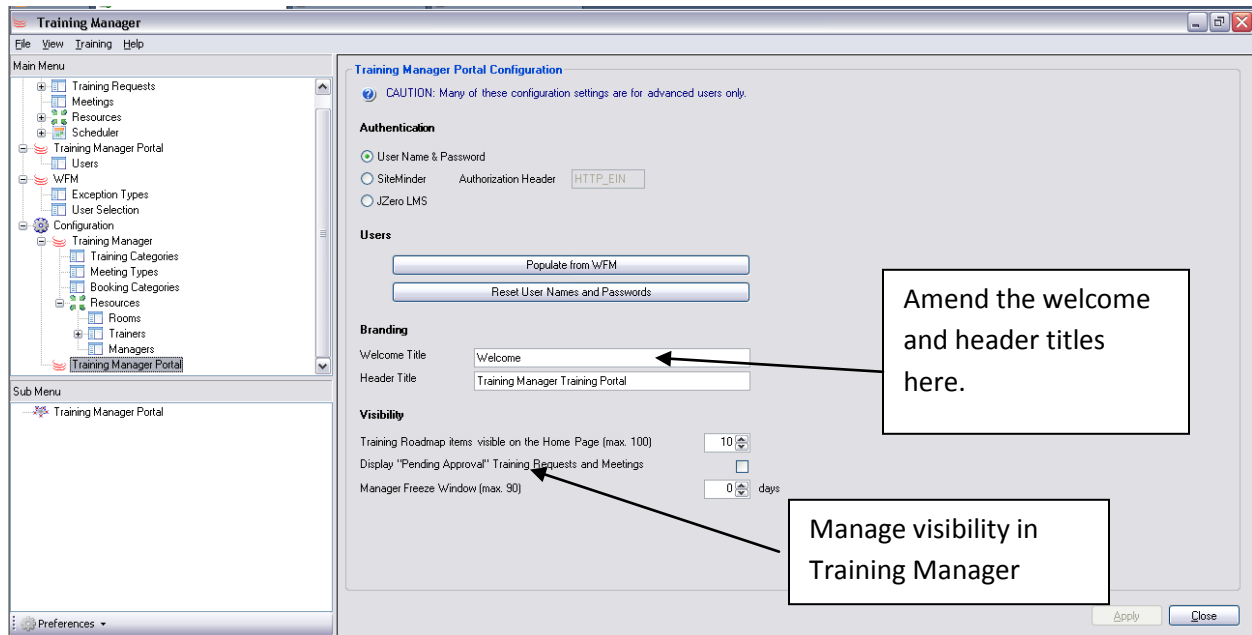 Training Manager
File View Training Help
Main Menu
Training Requests
Meetings
Resources
Scheduler
Training Manager Portal
Users
WFM
Exception Types
User Selection
Configuration
Training Manager
Training Categories
Meeting Types
Booking Categories
Resources
Rooms
Trainers
Managers
Training Manager Portal
Sub Menu
Training Manager Portal
Preferences
Training Manager Portal Configuration
CAUTION: Many of these configuration settings are for advanced users only.
Authentication
User Name & Password
SiteMinder Authorization Header HTTP_EIN
JZero LMS
Users
Populate from WFM
Reset User Names and Passwords
Branding
Welcome Title Welcome
Header Title Training Manager Training Portal
Visibility
Training Roadmap items visible on the Home Page (max. 100) 10
Display "Pending Approval" Training Requests and Meetings
Manager Freeze Window (max. 90) 0 days
Amend the welcome
and header titles
here.
Manage visibility in
Training Manager
Apply Close